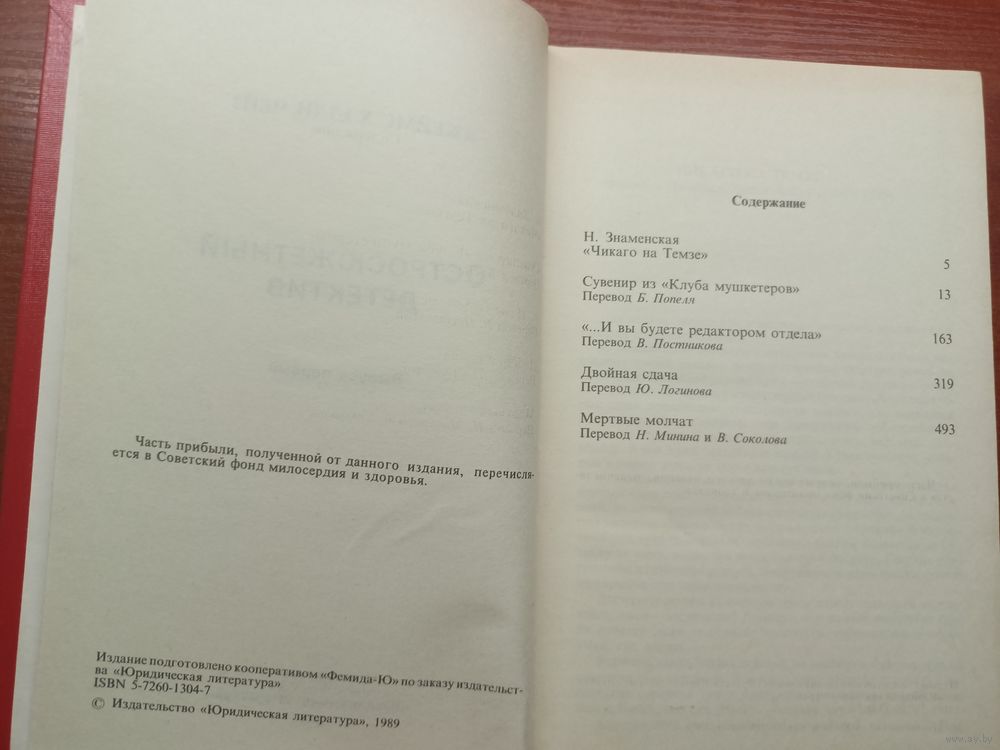 Часть прибыли, полученной от данного издания, перечисля-
ется в Советский фонд милосердия и здоровья.
Издание подготовлено кооперативом «Фемида-Ю» по заказу издательст-
ва «Юридическая литература»
ISBN 5-7260-1304-7
© Издательство «Юридическая литература», 1989
Содержание
Н. Знаменская
«Чикаго на Темзе» 5
Сувенир из «Клуба мушкетеров» 13
Перевод Б. Попеля
«...И вы будете редактором отдела» 163
Перевод В. Постникова
Двойная сдача 319
Перевод Ю. Логинова
Мертвые молчат 493
Перевод Н. Минина и В. Соколова
www.av.by